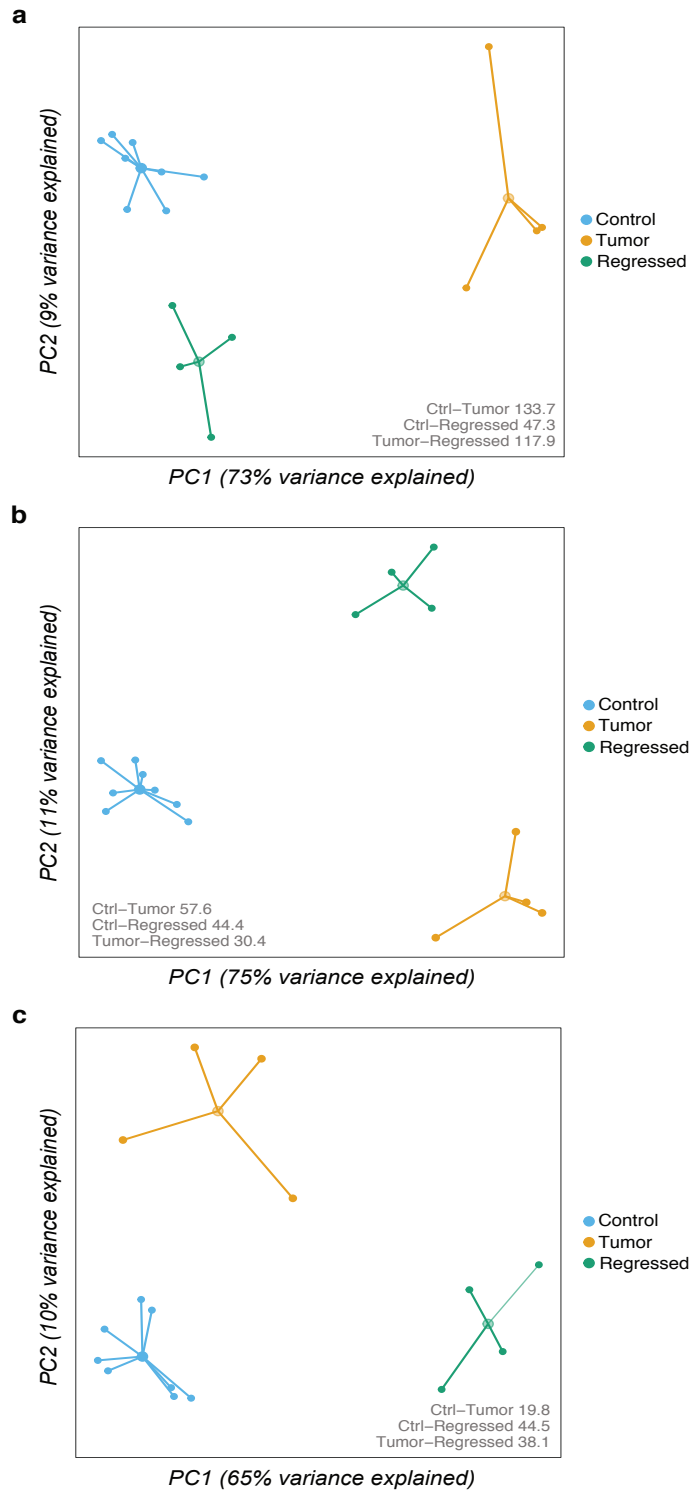 a
PC2 (9% variance explained)
Control
Tumor
Regressed
Ctrl–Tumor 133.7
Ctrl–Regressed 47.3
Tumor–Regressed 117.9
PC1 (73% variance explained)
b
PC2 (11% variance explained)
Control
Tumor
Regressed
Ctrl–Tumor 57.6
Ctrl–Regressed 44.4
Tumor–Regressed 30.4
PC1 (75% variance explained)
c
PC2 (10% variance explained)
Control
Tumor
Regressed
Ctrl–Tumor 19.8
Ctrl–Regressed 44.5
Tumor–Regressed 38.1
PC1 (65% variance explained)